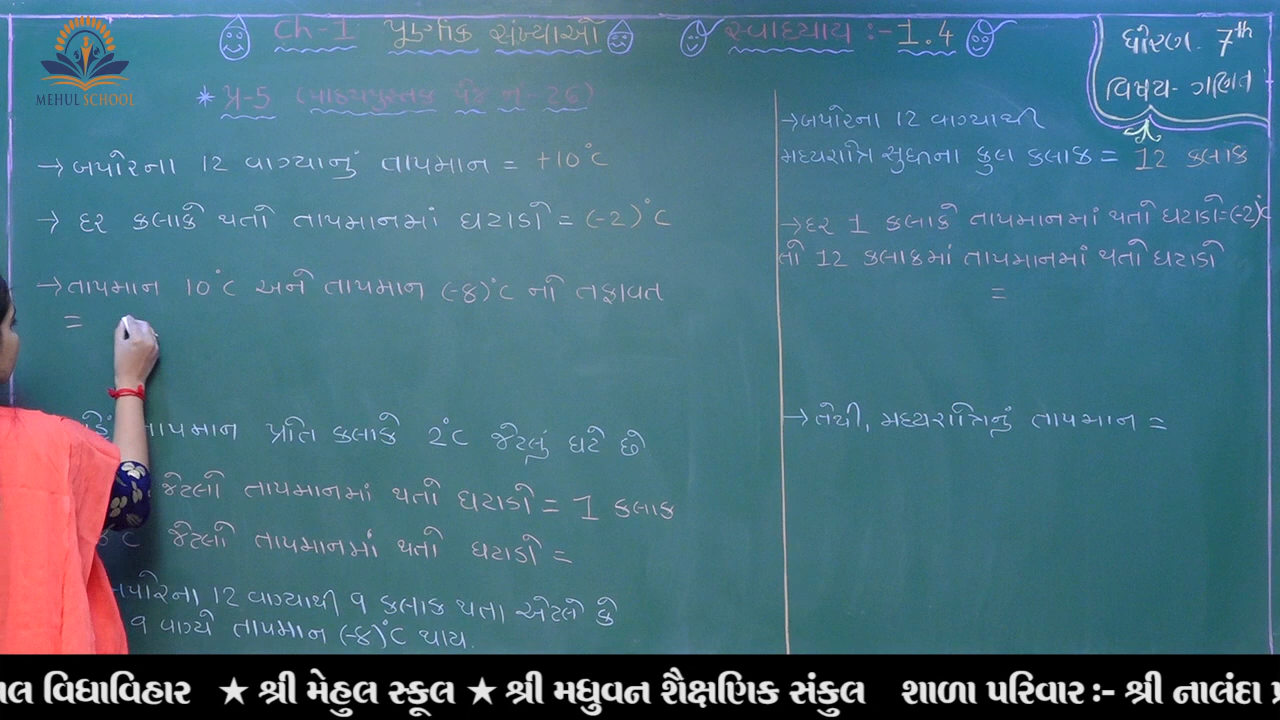 MEHUL SCHOOL
Ch-1 પૂર્ણાંક સંખ્યાઓ સ્વાધ્યાય :- 1.4
ધોરણ. 7th
વિષય- ગણિત
* પ્ર-5 (પાઠ્યપુસ્તક પેજ નં-26)
→ બપોરના 12 વાગ્યાનું તાપમાન = +10°C
→ દર કલાકે થતો તાપમાનમાં ઘટાડો = (-2)°C
→ તાપમાન 10°C અને તાપમાન (-8)°C નો તફાવત
=
તાપમાન પ્રતિ કલાકે 2°C જેટલું ઘટે છે
જેટલો તાપમાનમાં થતો ઘટાડો = 1 કલાક
°C જેટલો તાપમાનમાં થતો ઘટાડો =
બપોરના 12 વાગ્યાથી 9 કલાક થતા એટલે કે
9 વાગ્યે તાપમાન (-8)°C થાય.
→ બપોરના 12 વાગ્યાથી
મધ્યરાત્રિ સુધીના કુલ કલાક = 12 કલાક
→ દર 1 કલાકે તાપમાનમાં થતો ઘટાડો=(-2)°C
તો 12 કલાકમાં તાપમાનમાં થતો ઘટાડો
=
→ તેથી, મધ્યરાત્રિનું તાપમાન =
વિદ્યાવિહાર ★ શ્રી મેહુલ સ્કૂલ ★ શ્રી મધુવન શૈક્ષણિક સંકુલ શાળા પરિવાર :- શ્રી નાલંદા